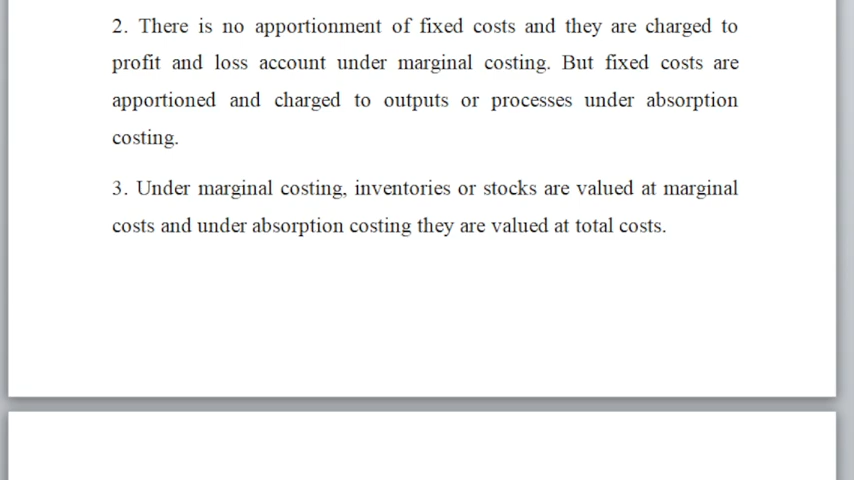 2. There is no apportionment of fixed costs and they are charged to
profit and loss account under marginal costing. But fixed costs are
apportioned and charged to outputs or processes under absorption
costing.
3. Under marginal costing, inventories or stocks are valued at marginal
costs and under absorption costing they are valued at total costs.